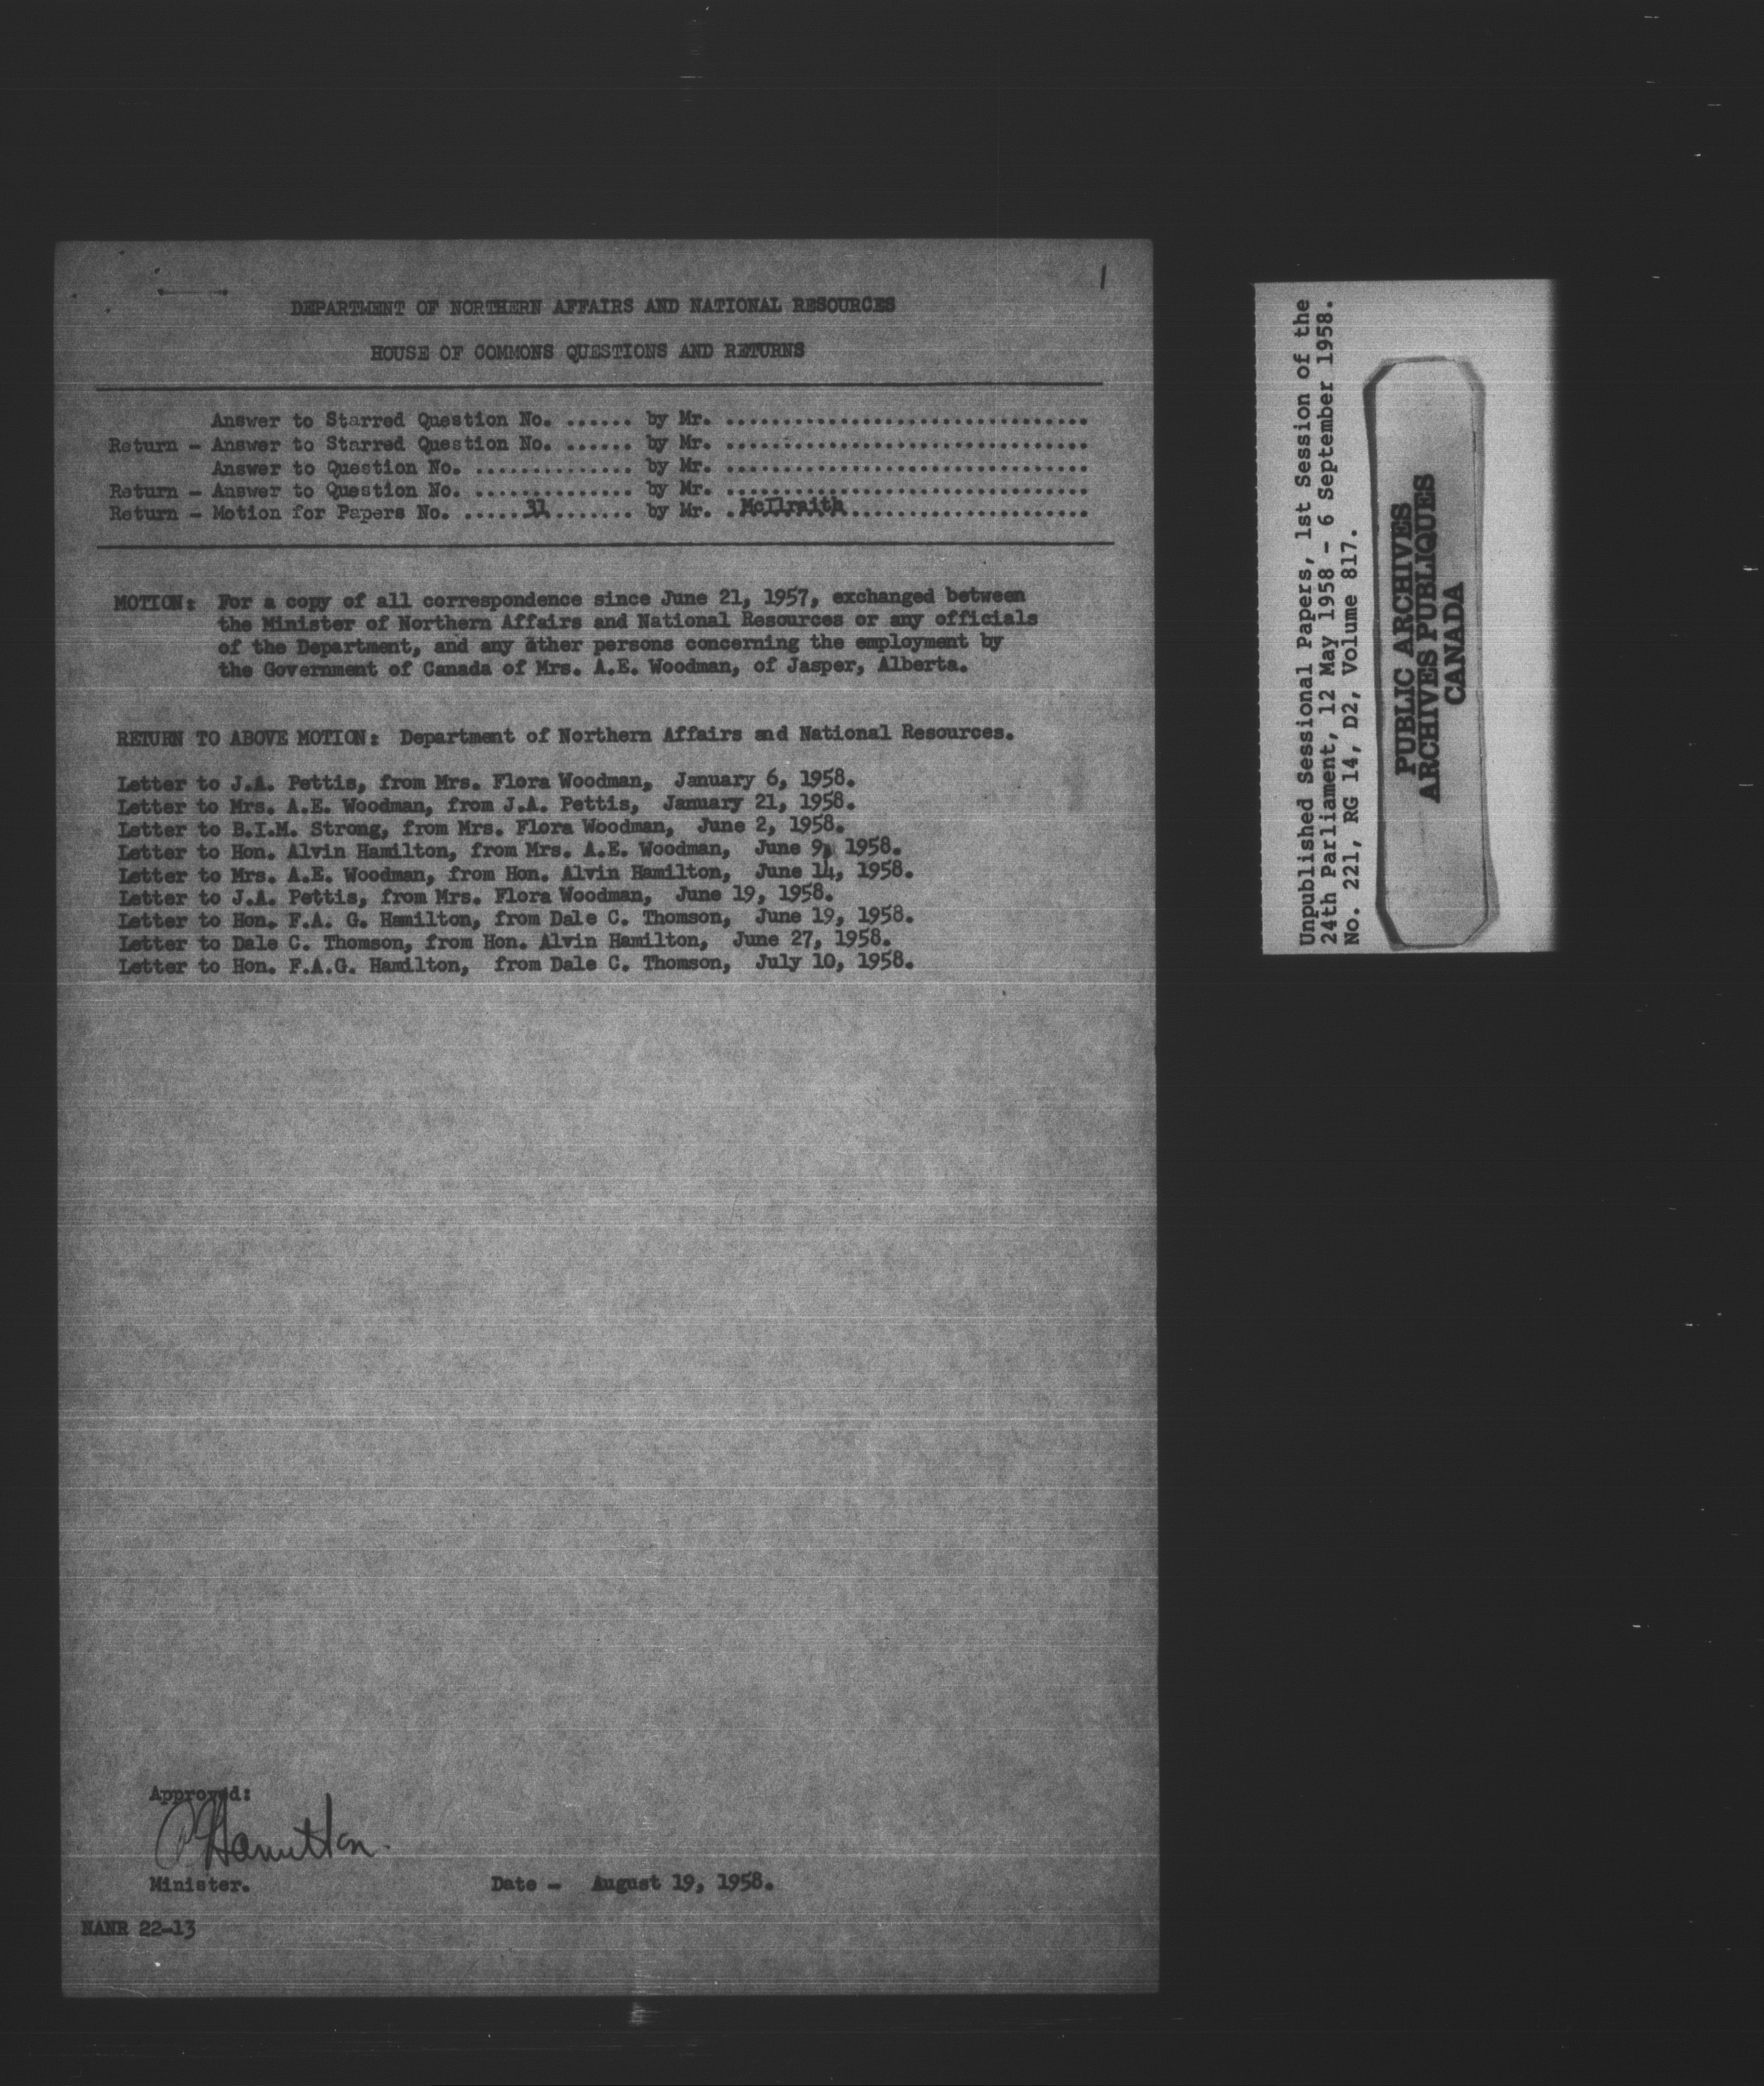 1
DEPARTMENT OF NORTHERN AFFAIRS AND NATIONAL RESOURCES
HOUSE OF COMMONS QUESTIONS AND RETURNS
Answer to Starred Question No. ...... by Mr. ................................
Return - Answer to Starred Question No. ...... by Mr. ................................
Answer to Question No. .............. by Mr. ................................
Return - Answer to Question No. .............. by Mr. ................................
Return - Motion for Papers No. .....31....... by Mr. .McIlraith.....................
MOTION: For a copy of all correspondence since June 21, 1957, exchanged between
the Minister of Northern Affairs and National Resources or any officials
of the Department, and any other persons concerning the employment by
the Government of Canada of Mrs. A.E. Woodman, of Jasper, Alberta.
RETURN TO ABOVE MOTION: Department of Northern Affairs and National Resources.
Letter to J.A. Pettis, from Mrs. Flora Woodman, January 6, 1958.
Letter to Mrs. A.E. Woodman, from J.A. Pettis, January 21, 1958.
Letter to B.I.M. Strong, from Mrs. Flora Woodman, June 2, 1958.
Letter to Hon. Alvin Hamilton, from Mrs. A.E. Woodman, June 9, 1958.
Letter to Mrs. A.E. Woodman, from Hon. Alvin Hamilton, June 14, 1958.
Letter to J.A. Pettis, from Mrs. Flora Woodman, June 19, 1958.
Letter to Hon. F.A. G. Hamilton, from Dale C. Thomson, June 19, 1958.
Letter to Dale C. Thomson, from Hon. Alvin Hamilton, June 27, 1958.
Letter to Hon. F.A.G. Hamilton, from Dale C. Thomson, July 10, 1958.
Approved:
Hamilton.
Minister.
Date - August 19, 1958.
NANR 22-13
Unpublished Sessional Papers, 1st Session of the
24th Parliament, 12 May 1958 - 6 September 1958.
No. 221, RG 14, D2, Volume 817.
PUBLIC ARCHIVES
ARCHIVES PUBLIQUES
CANADA